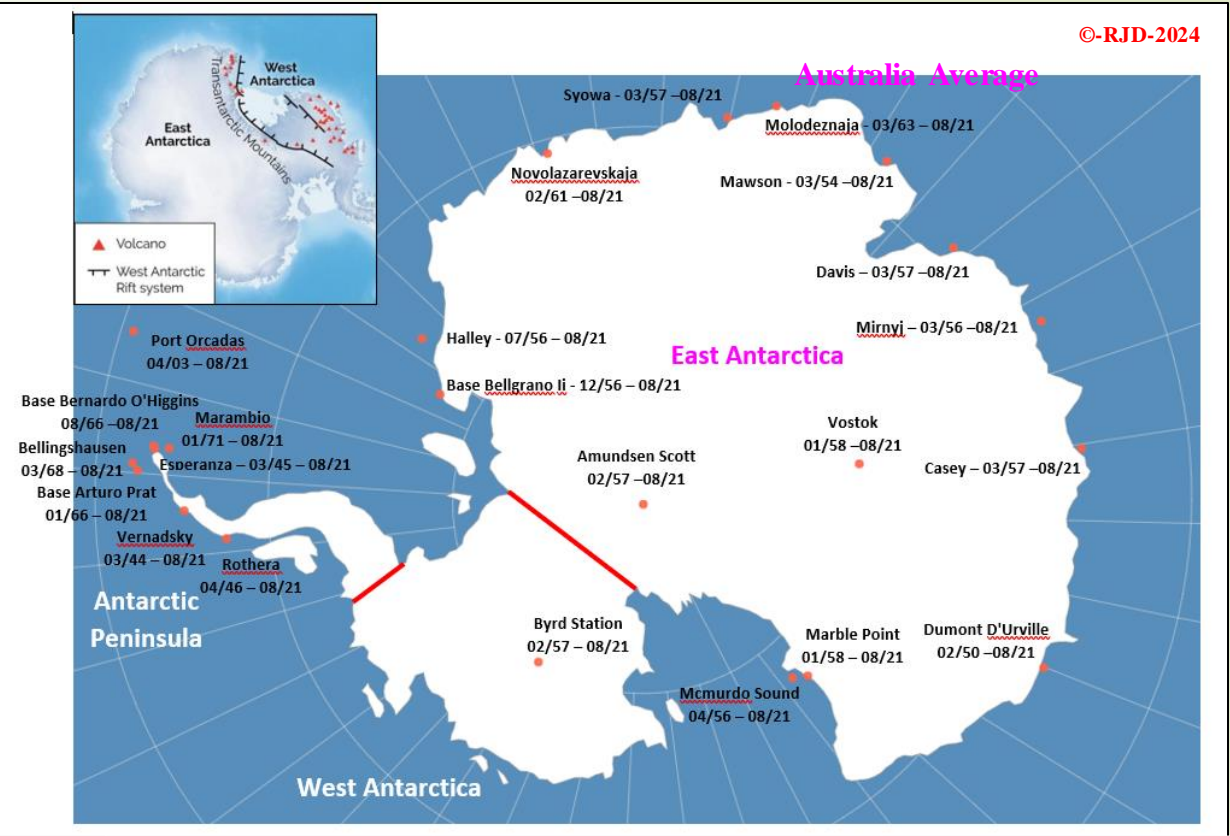 ©-RJD-2024
Australia Average
West
Antarctica
Transantarctic Mountains
East
Antarctica
Volcano
West Antarctic
Rift system
Syowa - 03/57 –08/21
Molodeznaja - 03/63 – 08/21
Novolazarevskaja
02/61 –08/21
Mawson - 03/54 –08/21
Davis – 03/57 –08/21
Mirnyj – 03/56 –08/21
Port Orcadas
04/03 – 08/21
Halley - 07/56 – 08/21
East Antarctica
Base Bellgrano Ii - 12/56 – 08/21
Base Bernardo O'Higgins
08/66 –08/21
Marambio
01/71 – 08/21
Bellingshausen
03/68 – 08/21
Esperanza – 03/45 – 08/21
Base Arturo Prat
01/66 – 08/21
Vostok
01/58 –08/21
Amundsen Scott
02/57 –08/21
Casey – 03/57 –08/21
Vernadsky
03/44 – 08/21
Rothera
04/46 – 08/21
Antarctic
Peninsula
Byrd Station
02/57 – 08/21
Marble Point
01/58 – 08/21
Dumont D'Urville
02/50 –08/21
Mcmurdo Sound
04/56 – 08/21
West Antarctica